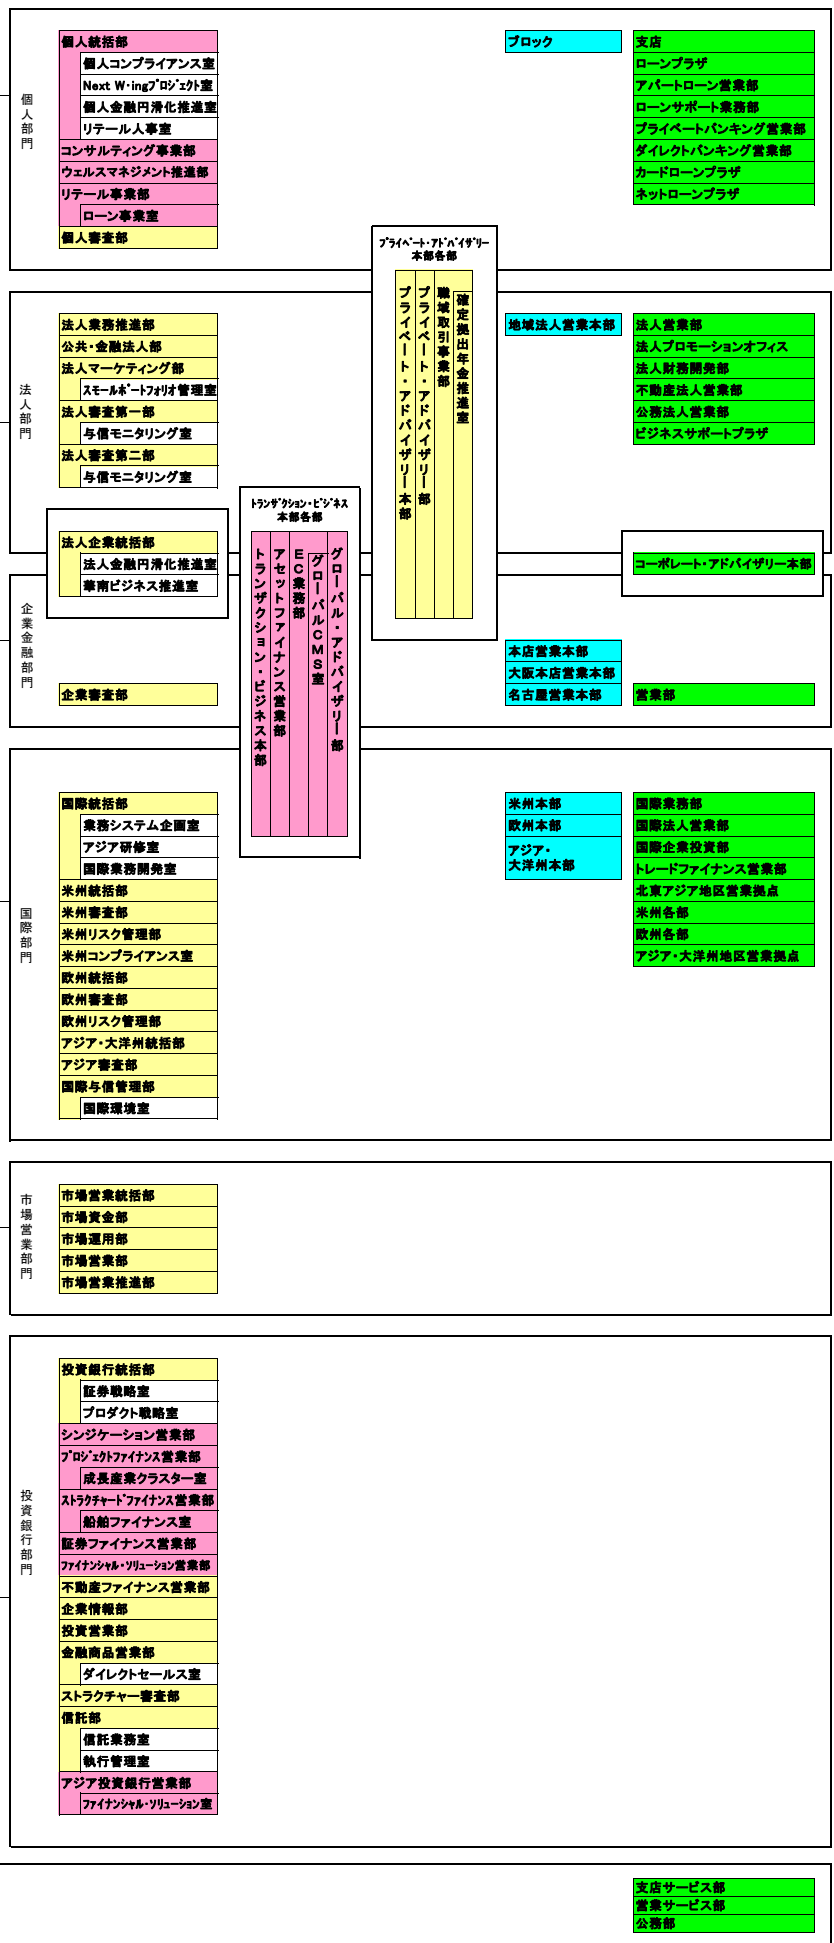 個人部門
個人統括部
個人コンプライアンス室
Next W・ingプロジェクト室
個人金融円滑化推進室
リテール人事室
コンサルティング事業部
ウェルスマネジメント推進部
リテール事業部
ローン事業室
個人審査部
ブロック
支店
ローンプラザ
アパートローン営業部
ローンサポート業務部
プライベートバンキング営業部
ダイレクトバンキング営業部
カードローンプラザ
ネットローンプラザ
プライベート・アドバイザリー
本部各部
プライベート・アドバイザリー本部
プライベート・アドバイザリー部
職域取引事業部
確定拠出年金推進室
法人部門
法人業務推進部
公共・金融法人部
法人マーケティング部
スモールポートフォリオ管理室
法人審査第一部
与信モニタリング室
法人審査第二部
与信モニタリング室
地域法人営業本部
法人営業部
法人プロモーションオフィス
法人財務開発部
不動産法人営業部
公務法人営業部
ビジネスサポートプラザ
トランザクション・ビジネス
本部各部
トランザクション・ビジネス本部
アセットファイナンス営業部
EC業務部
グローバルCMS室
グローバル・アドバイザリー部
法人企業統括部
法人金融円滑化推進室
華南ビジネス推進室
コーポレート・アドバイザリー本部
企業金融部門
企業審査部
本店営業本部
大阪本店営業本部
名古屋営業本部
営業部
国際部門
国際統括部
業務システム企画室
アジア研修室
国際業務開発室
米州統括部
米州審査部
米州リスク管理部
米州コンプライアンス室
欧州統括部
欧州審査部
欧州リスク管理部
アジア・大洋州統括部
アジア審査部
国際与信管理部
国際環境室
米州本部
欧州本部
アジア・
大洋州本部
国際業務部
国際法人営業部
国際企業投資部
トレードファイナンス営業部
北東アジア地区営業拠点
米州各部
欧州各部
アジア・大洋州地区営業拠点
市場営業部門
市場営業統括部
市場資金部
市場運用部
市場営業部
市場営業推進部
投資銀行部門
投資銀行統括部
証券戦略室
プロダクト戦略室
シンジケーション営業部
プロジェクトファイナンス営業部
成長産業クラスター室
ストラクチャードファイナンス営業部
船舶ファイナンス室
証券ファイナンス営業部
ファイナンシャル・ソリューション営業部
不動産ファイナンス営業部
企業情報部
投資営業部
金融商品営業部
ダイレクトセールス室
ストラクチャー審査部
信託部
信託業務室
執行管理室
アジア投資銀行営業部
ファイナンシャル・ソリューション室
支店サービス部
営業サービス部
公務部